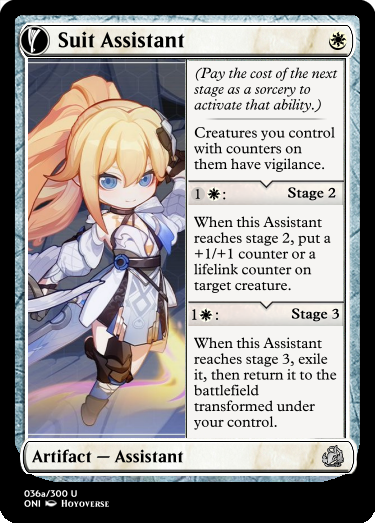 Suit Assistant
(Pay the cost of the next
stage as a sorcery to
activate that ability.)
Creatures you control
with counters on
them have vigilance.
1 : Stage 2
When this Assistant
reaches stage 2, put a
+1/+1 counter or a
lifelink counter on
target creature.
1 : Stage 3
When this Assistant
reaches stage 3, exile
it, then return it to the
battlefield
transformed under
your control.
Artifact — Assistant
036a/300 U
ONI HOYOVERSE